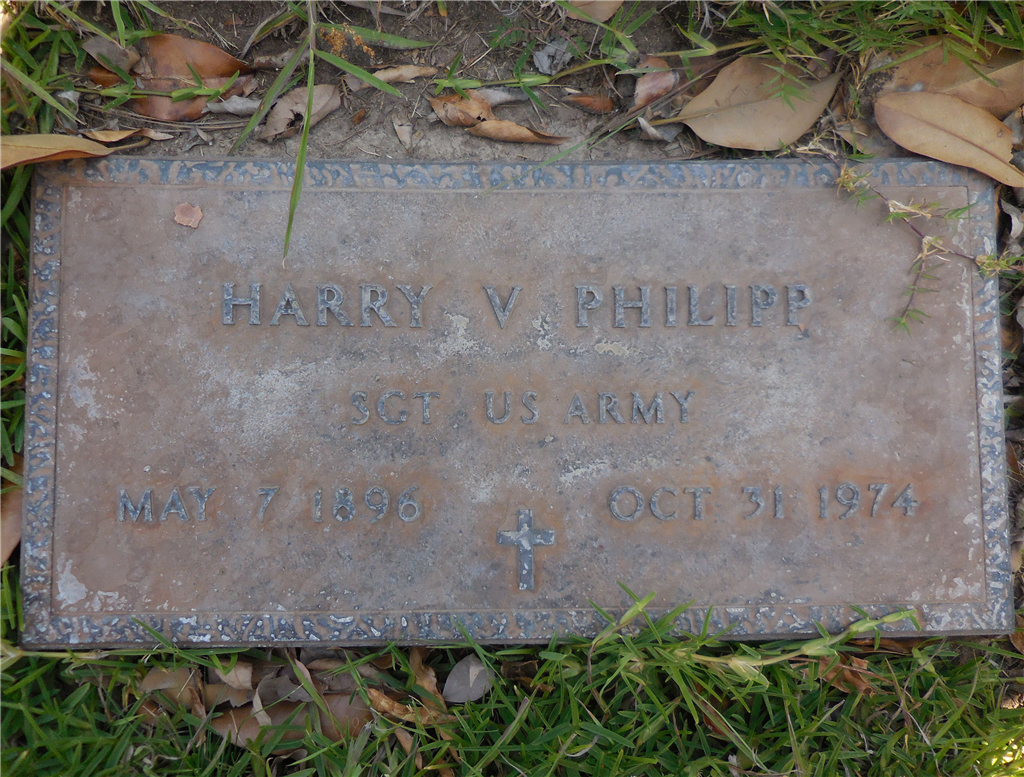 HARRY V PHILIPP
SGT US ARMY
MAY 7 1896 OCT 31 1974